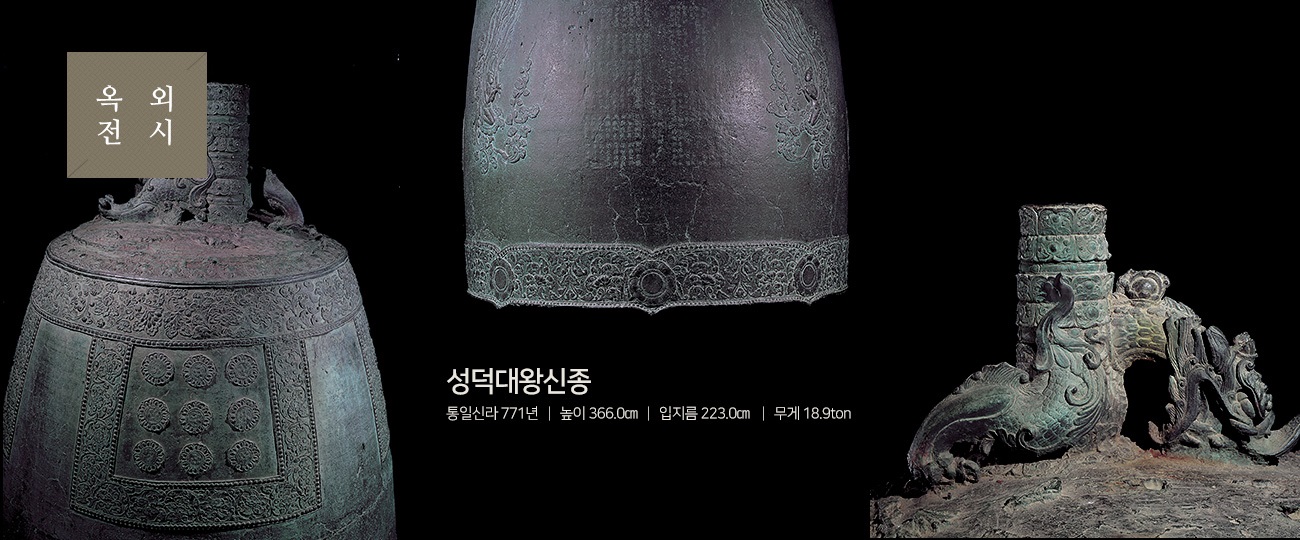 옥 외
전 시
성덕대왕신종
통일신라 771년 | 높이 366.0㎝ | 입지름 223.0㎝ | 무게 18.9ton